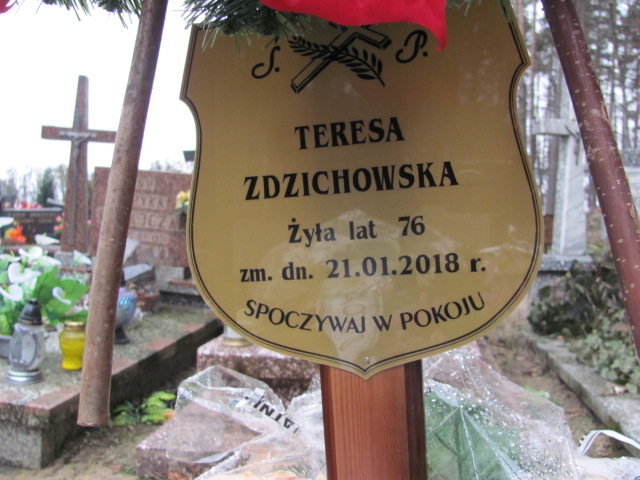 Ś. P.
TERESA
ZDZICHOWSKA
Żyła lat 76
zm. dn. 21.01.2018 r.
SPOCZYWAJ W POKOJU